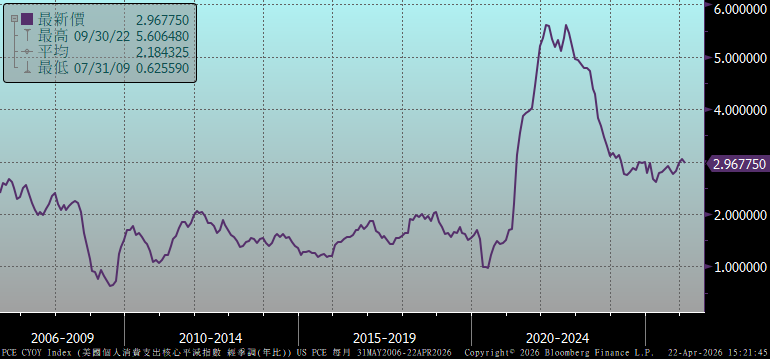 最新價 2.967750
最高 09/30/22 5.606480
平均 2.184325
最低 07/31/09 0.625590
6.000000
5.000000
4.000000
2.967750
2.000000
1.000000
2006-2009 2010-2014 2015-2019 2020-2024
PCE CYOY Index (美國個人消費支出核心平減指數 經季調(年比)) US PCE 每月 31MAY2006-22APR2026 Copyright© 2026 Bloomberg Finance L.P. 22-Apr-2026 15:21:45